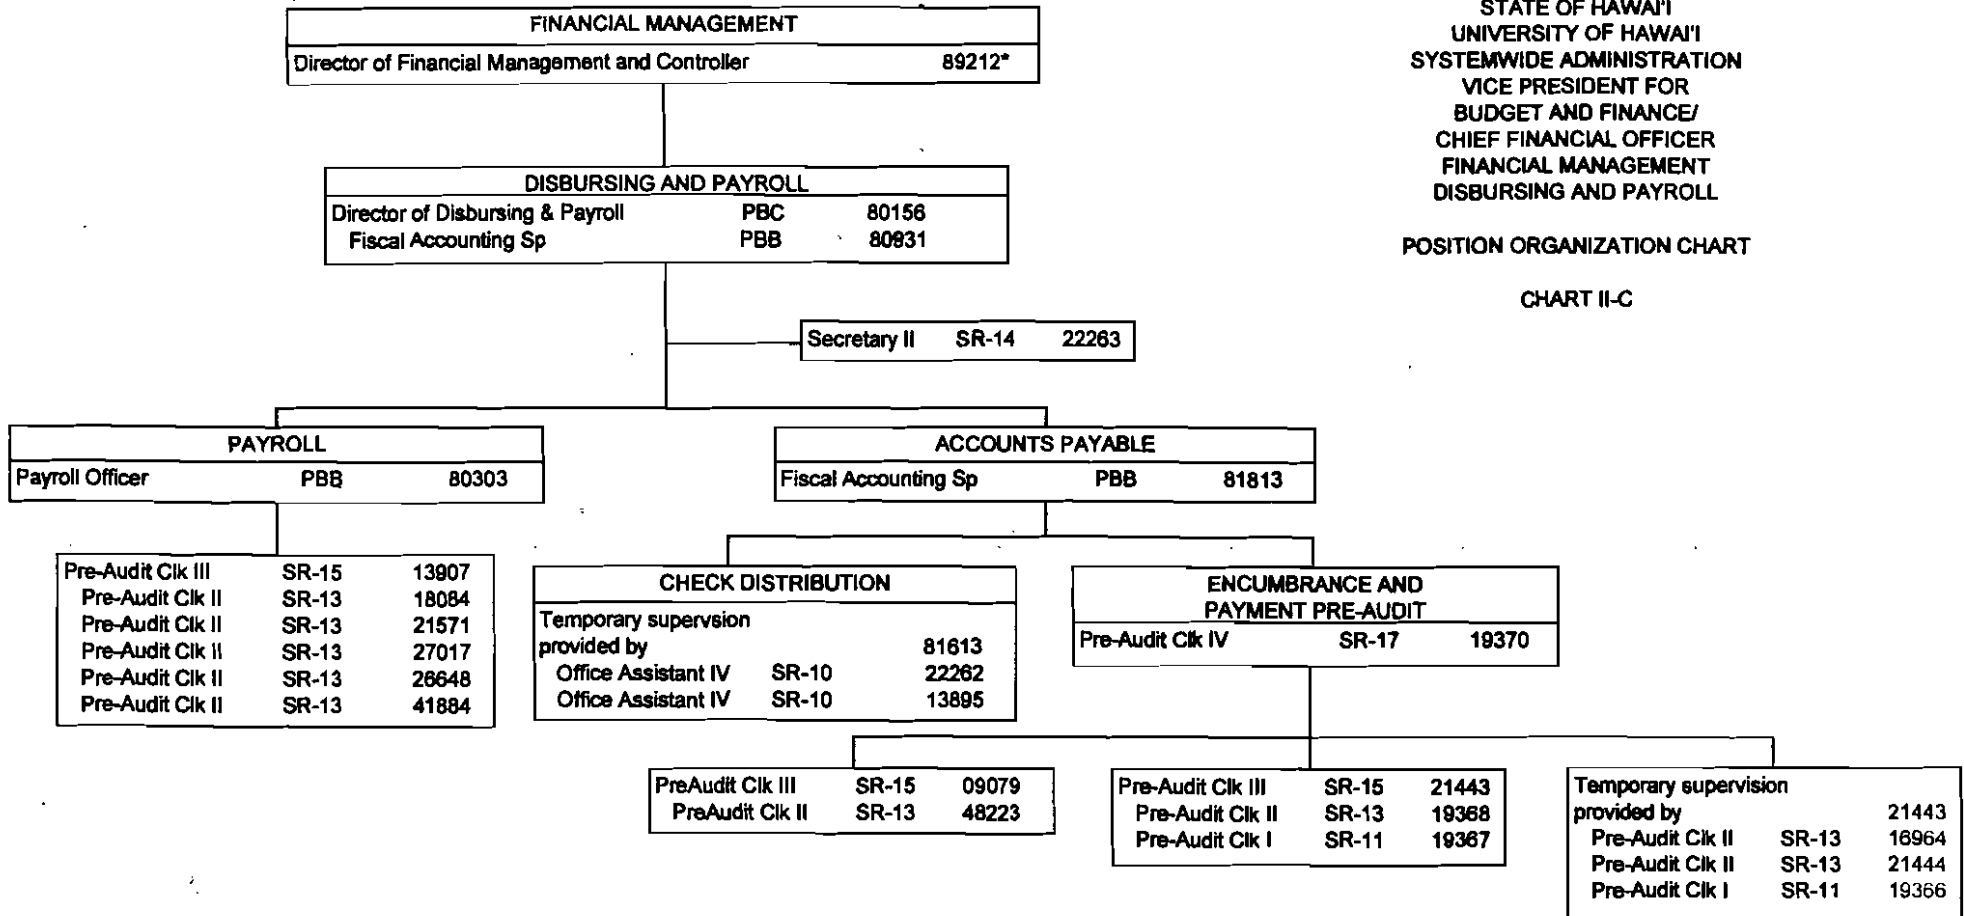 STATE OF HAWAI'I
UNIVERSITY OF HAWAI'I
SYSTEMWIDE ADMINISTRATION
VICE PRESIDENT FOR
BUDGET AND FINANCE/
CHIEF FINANCIAL OFFICER
FINANCIAL MANAGEMENT
DISBURSING AND PAYROLL
POSITION ORGANIZATION CHART
CHART II-C
FINANCIAL MANAGEMENT
Director of Financial Management and Controller 89212*
DISBURSING AND PAYROLL
Director of Disbursing & Payroll PBC 80156
Fiscal Accounting Sp PBB 80931
Secretary II SR-14 22263
PAYROLL
Payroll Officer PBB 80303
Pre-Audit Clk III SR-15 13907
Pre-Audit Clk II SR-13 18084
Pre-Audit Clk II SR-13 21571
Pre-Audit Clk II SR-13 27017
Pre-Audit Clk II SR-13 26648
Pre-Audit Clk II SR-13 41884
ACCOUNTS PAYABLE
Fiscal Accounting Sp PBB 81813
CHECK DISTRIBUTION
Temporary supervsion
provided by 81613
Office Assistant IV SR-10 22262
Office Assistant IV SR-10 13895
ENCUMBRANCE AND
PAYMENT PRE-AUDIT
Pre-Audit Clk IV SR-17 19370
PreAudit Clk III SR-15 09079
PreAudit Clk II SR-13 48223
Pre-Audit Clk III SR-15 21443
Pre-Audit Clk II SR-13 19368
Pre-Audit Clk I SR-11 19367
Temporary supervision
provided by 21443
Pre-Audit Clk II SR-13 16964
Pre-Audit Clk II SR-13 21444
Pre-Audit Clk I SR-11 19366